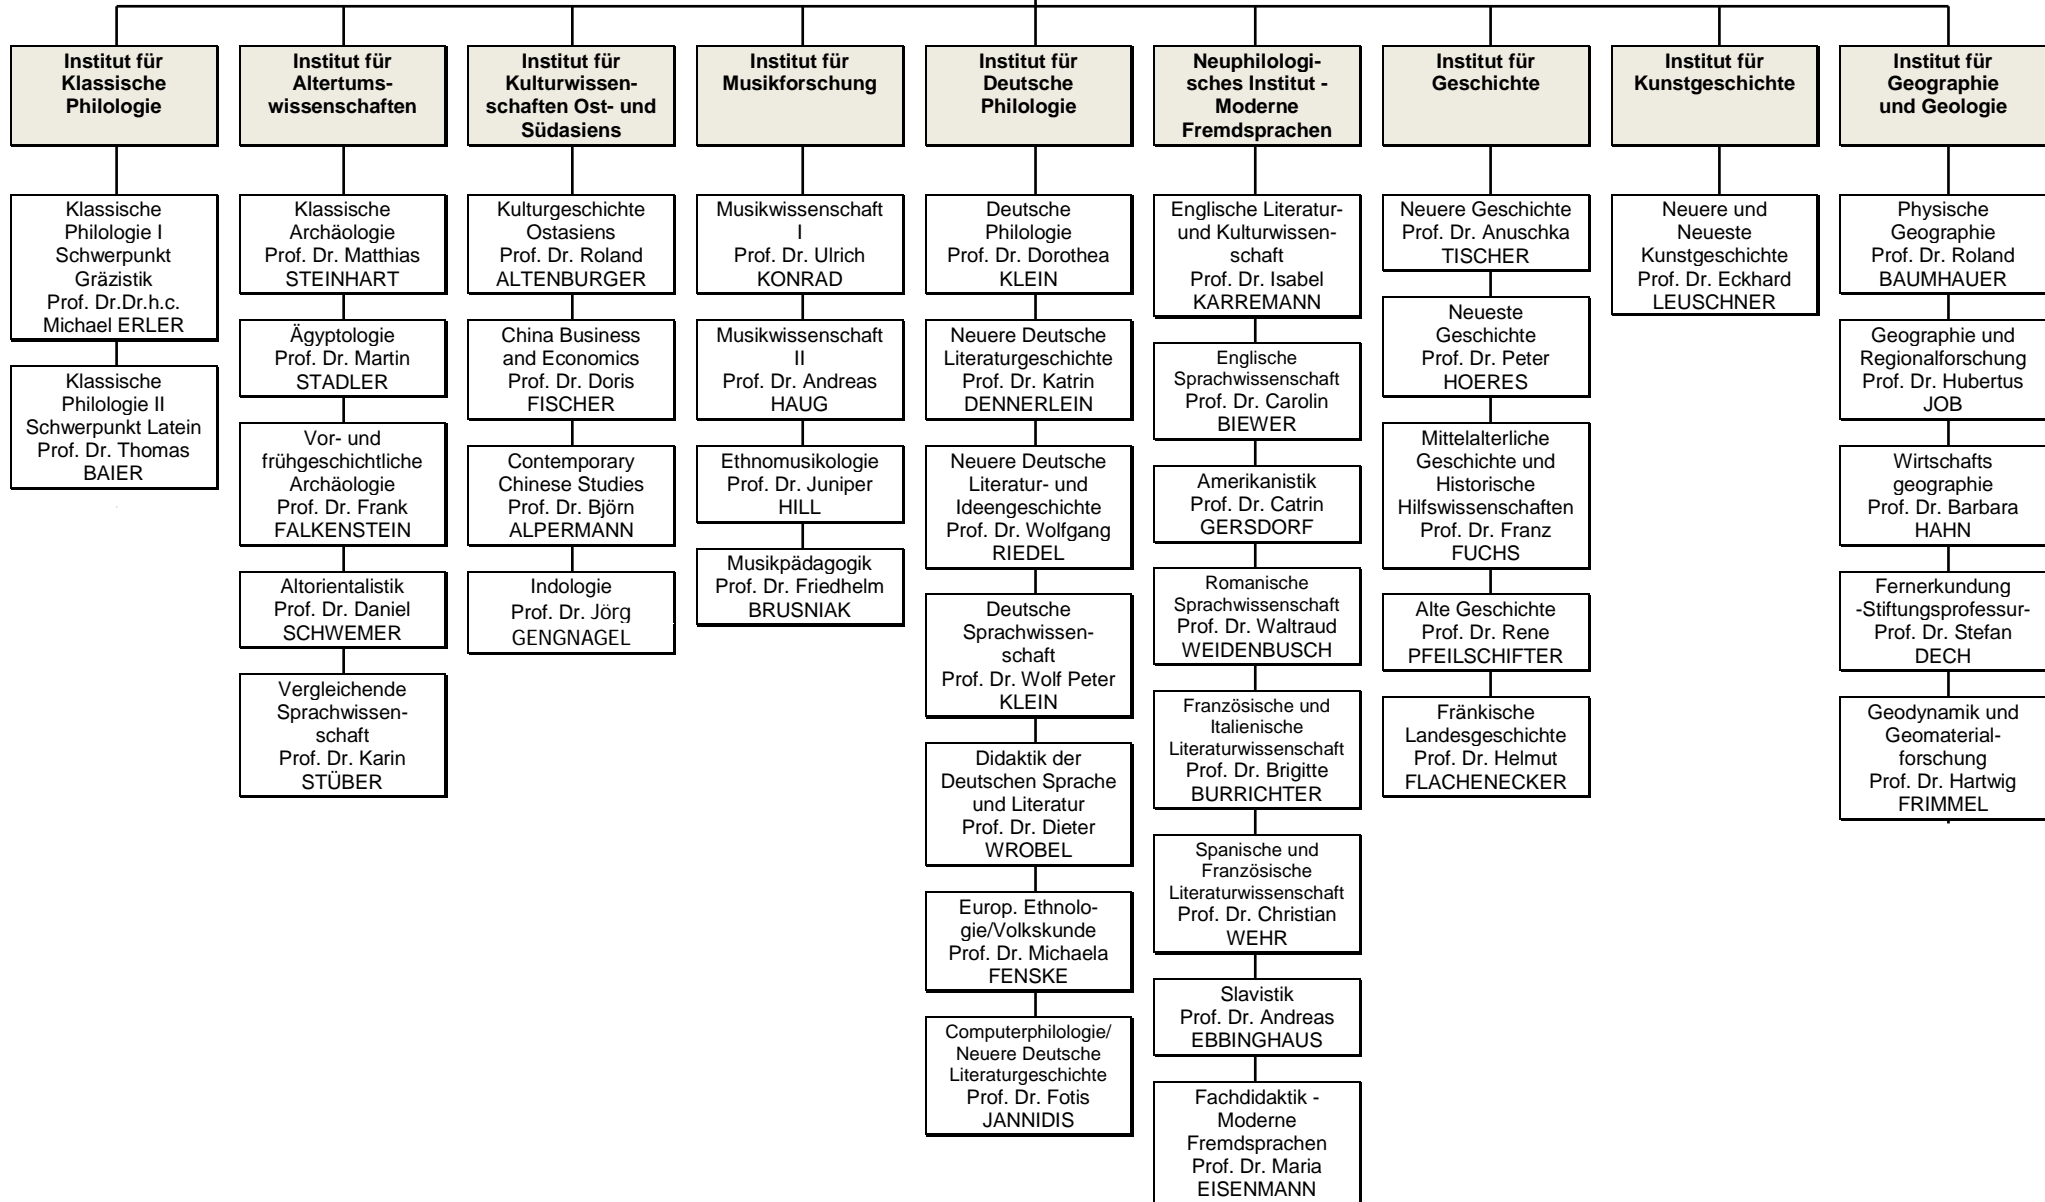 Institut für
Klassische
Philologie
Klassische
Philologie I
Schwerpunkt
Gräzistik
Prof. Dr.Dr.h.c.
Michael ERLER
Klassische
Philologie II
Schwerpunkt Latein
Prof. Dr. Thomas
BAIER
Institut für
Altertums-
wissenschaften
Klassische
Archäologie
Prof. Dr. Matthias
STEINHART
Ägyptologie
Prof. Dr. Martin
STADLER
Vor- und
frühgeschichtliche
Archäologie
Prof. Dr. Frank
FALKENSTEIN
Altorientalistik
Prof. Dr. Daniel
SCHWEMER
Vergleichende
Sprachwissen-
schaft
Prof. Dr. Karin
STÜBER
Institut für
Kulturwissen-
schaften Ost- und
Südasiens
Kulturgeschichte
Ostasiens
Prof. Dr. Roland
ALTENBURGER
China Business
and Economics
Prof. Dr. Doris
FISCHER
Contemporary
Chinese Studies
Prof. Dr. Björn
ALPERMANN
Indologie
Prof. Dr. Jörg
GENGNAGEL
Institut für
Musikforschung
Musikwissenschaft
I
Prof. Dr. Ulrich
KONRAD
Musikwissenschaft
II
Prof. Dr. Andreas
HAUG
Ethnomusikologie
Prof. Dr. Juniper
HILL
Musikpädagogik
Prof. Dr. Friedhelm
BRUSNIAK
Institut für
Deutsche
Philologie
Deutsche
Philologie
Prof. Dr. Dorothea
KLEIN
Neuere Deutsche
Literaturgeschichte
Prof. Dr. Katrin
DENNERLEIN
Neuere Deutsche
Literatur- und
Ideengeschichte
Prof. Dr. Wolfgang
RIEDEL
Deutsche
Sprachwissen-
schaft
Prof. Dr. Wolf Peter
KLEIN
Didaktik der
Deutschen Sprache
und Literatur
Prof. Dr. Dieter
WROBEL
Europ. Ethnolo-
gie/Volkskunde
Prof. Dr. Michaela
FENSKE
Computerphilologie/
Neuere Deutsche
Literaturgeschichte
Prof. Dr. Fotis
JANNIDIS
Neuphilologi-
sches Institut -
Moderne
Fremdsprachen
Englische Literatur-
und Kulturwissen-
schaft
Prof. Dr. Isabel
KARREMANN
Englische
Sprachwissenschaft
Prof. Dr. Carolin
BIEWER
Amerikanistik
Prof. Dr. Catrin
GERSDORF
Romanische
Sprachwissenschaft
Prof. Dr. Waltraud
WEIDENBUSCH
Französische und
Italienische
Literaturwissenschaft
Prof. Dr. Brigitte
BURRICHTER
Spanische und
Französische
Literaturwissenschaft
Prof. Dr. Christian
WEHR
Slavistik
Prof. Dr. Andreas
EBBINGHAUS
Fachdidaktik -
Moderne
Fremdsprachen
Prof. Dr. Maria
EISENMANN
Institut für
Geschichte
Neuere Geschichte
Prof. Dr. Anuschka
TISCHER
Neueste
Geschichte
Prof. Dr. Peter
HOERES
Mittelalterliche
Geschichte und
Historische
Hilfswissenschaften
Prof. Dr. Franz
FUCHS
Alte Geschichte
Prof. Dr. Rene
PFEILSCHIFTER
Fränkische
Landesgeschichte
Prof. Dr. Helmut
FLACHENECKER
Institut für
Kunstgeschichte
Neuere und
Neueste
Kunstgeschichte
Prof. Dr. Eckhard
LEUSCHNER
Institut für
Geographie
und Geologie
Physische
Geographie
Prof. Dr. Roland
BAUMHAUER
Geographie und
Regionalforschung
Prof. Dr. Hubertus
JOB
Wirtschafts
geographie
Prof. Dr. Barbara
HAHN
Fernerkundung
-Stiftungsprofessur-
Prof. Dr. Stefan
DECH
Geodynamik und
Geomaterial-
forschung
Prof. Dr. Hartwig
FRIMMEL